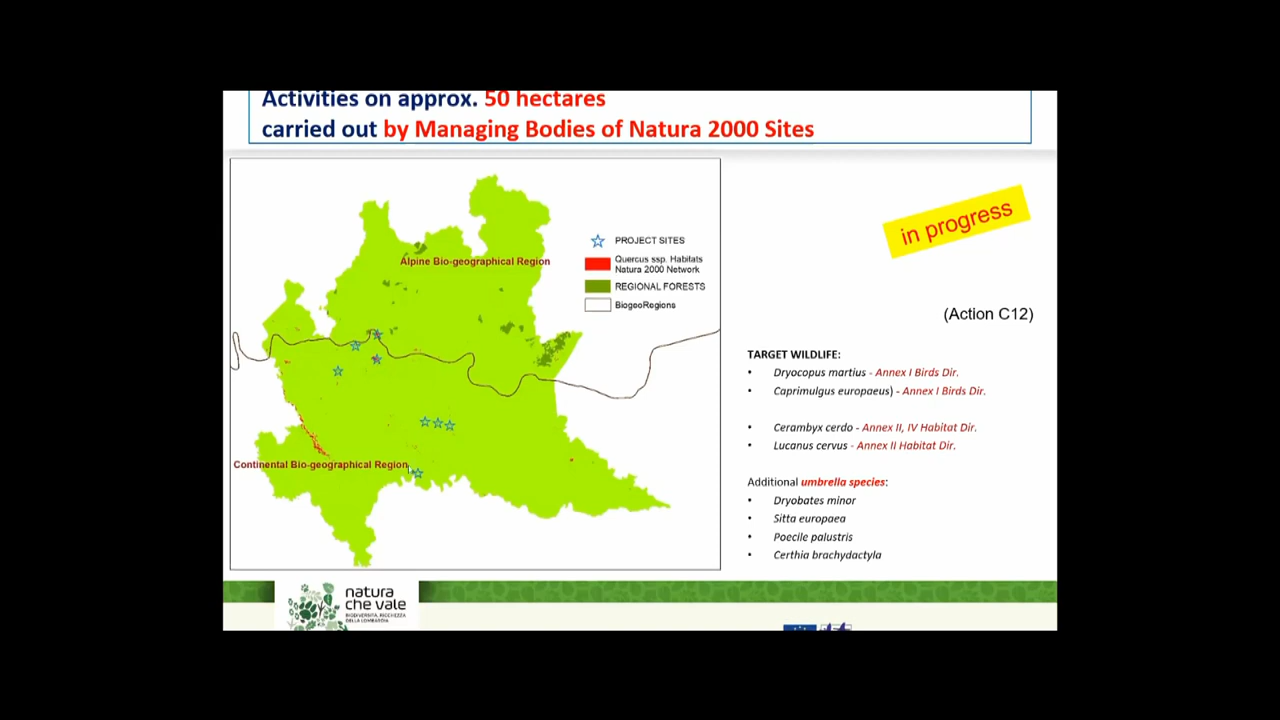 Activities on approx. 50 hectares
carried out by Managing Bodies of Natura 2000 Sites
in progress
PROJECT SITES
Quercus ssp. Habitats
Natura 2000 Network
REGIONAL FORESTS
BiogeoRegions
Alpine Bio-geographical Region
Continental Bio-geographical Region
(Action C12)
TARGET WILDLIFE:
• Dryocopus martius - Annex I Birds Dir.
• Caprimulgus europaeus) - Annex I Birds Dir.
• Cerambyx cerdo - Annex II, IV Habitat Dir.
• Lucanus cervus - Annex II Habitat Dir.
Additional umbrella species:
• Dryobates minor
• Sitta europaea
• Poecile palustris
• Certhia brachydactyla
natura
che vale
BIODIVERSITÀ, RICCHEZZA
DELLA LOMBARDIA